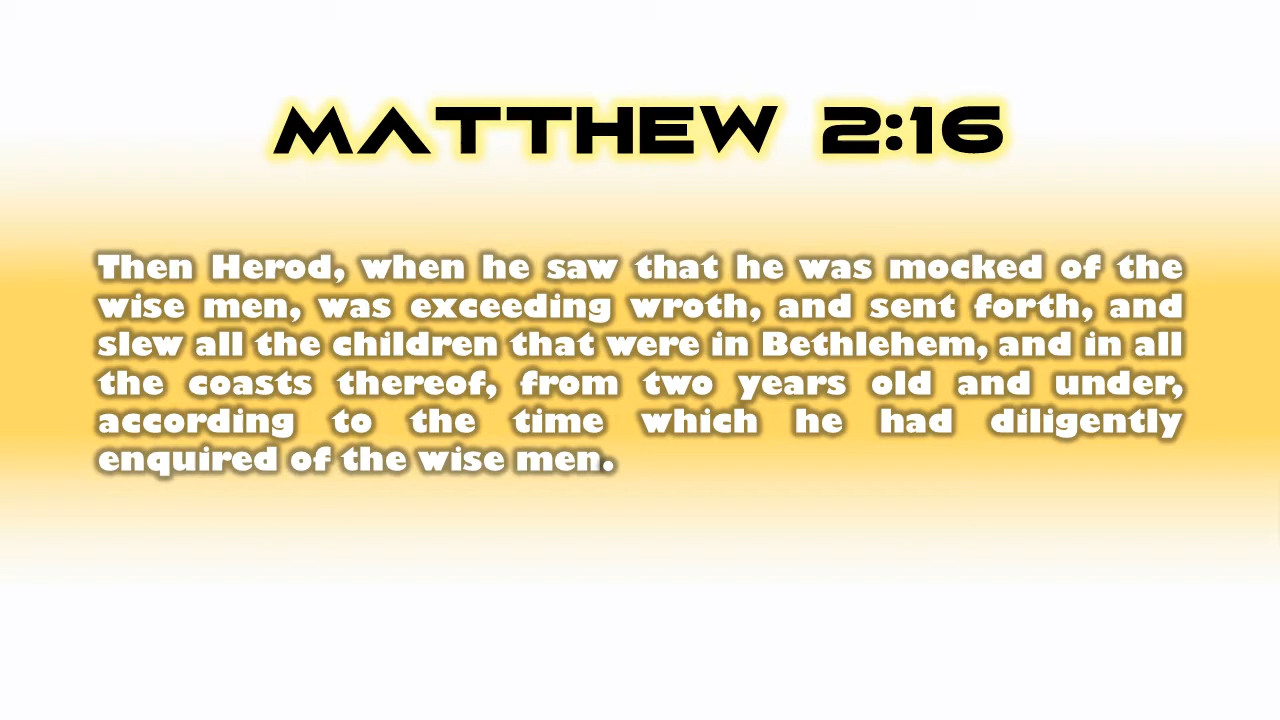 MATTHEW 2:16
Then Herod, when he saw that he was mocked of the
wise men, was exceeding wroth, and sent forth, and
slew all the children that were in Bethlehem, and in all
the coasts thereof, from two years old and under,
according to the time which he had diligently
enquired of the wise men.